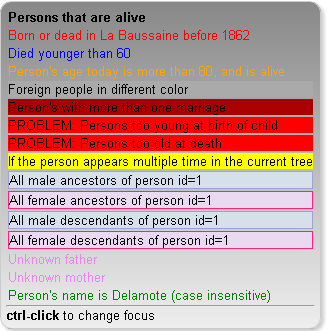 Persons that are alive
Born or dead in La Baussaine before 1862
Died younger than 60
Person's age today is more than 80, and is alive
Foreign people in different color
Person's with more than one marriage
PROBLEM: Persons too young at birth of child
PROBLEM: Persons too old at death
If the person appears multiple time in the current tree
All male ancestors of person id=1
All female ancestors of person id=1
All male descendants of person id=1
All female descendants of person id=1
Unknown father
Unknown mother
Person's name is Delamote (case insensitive)
ctrl-click to change focus